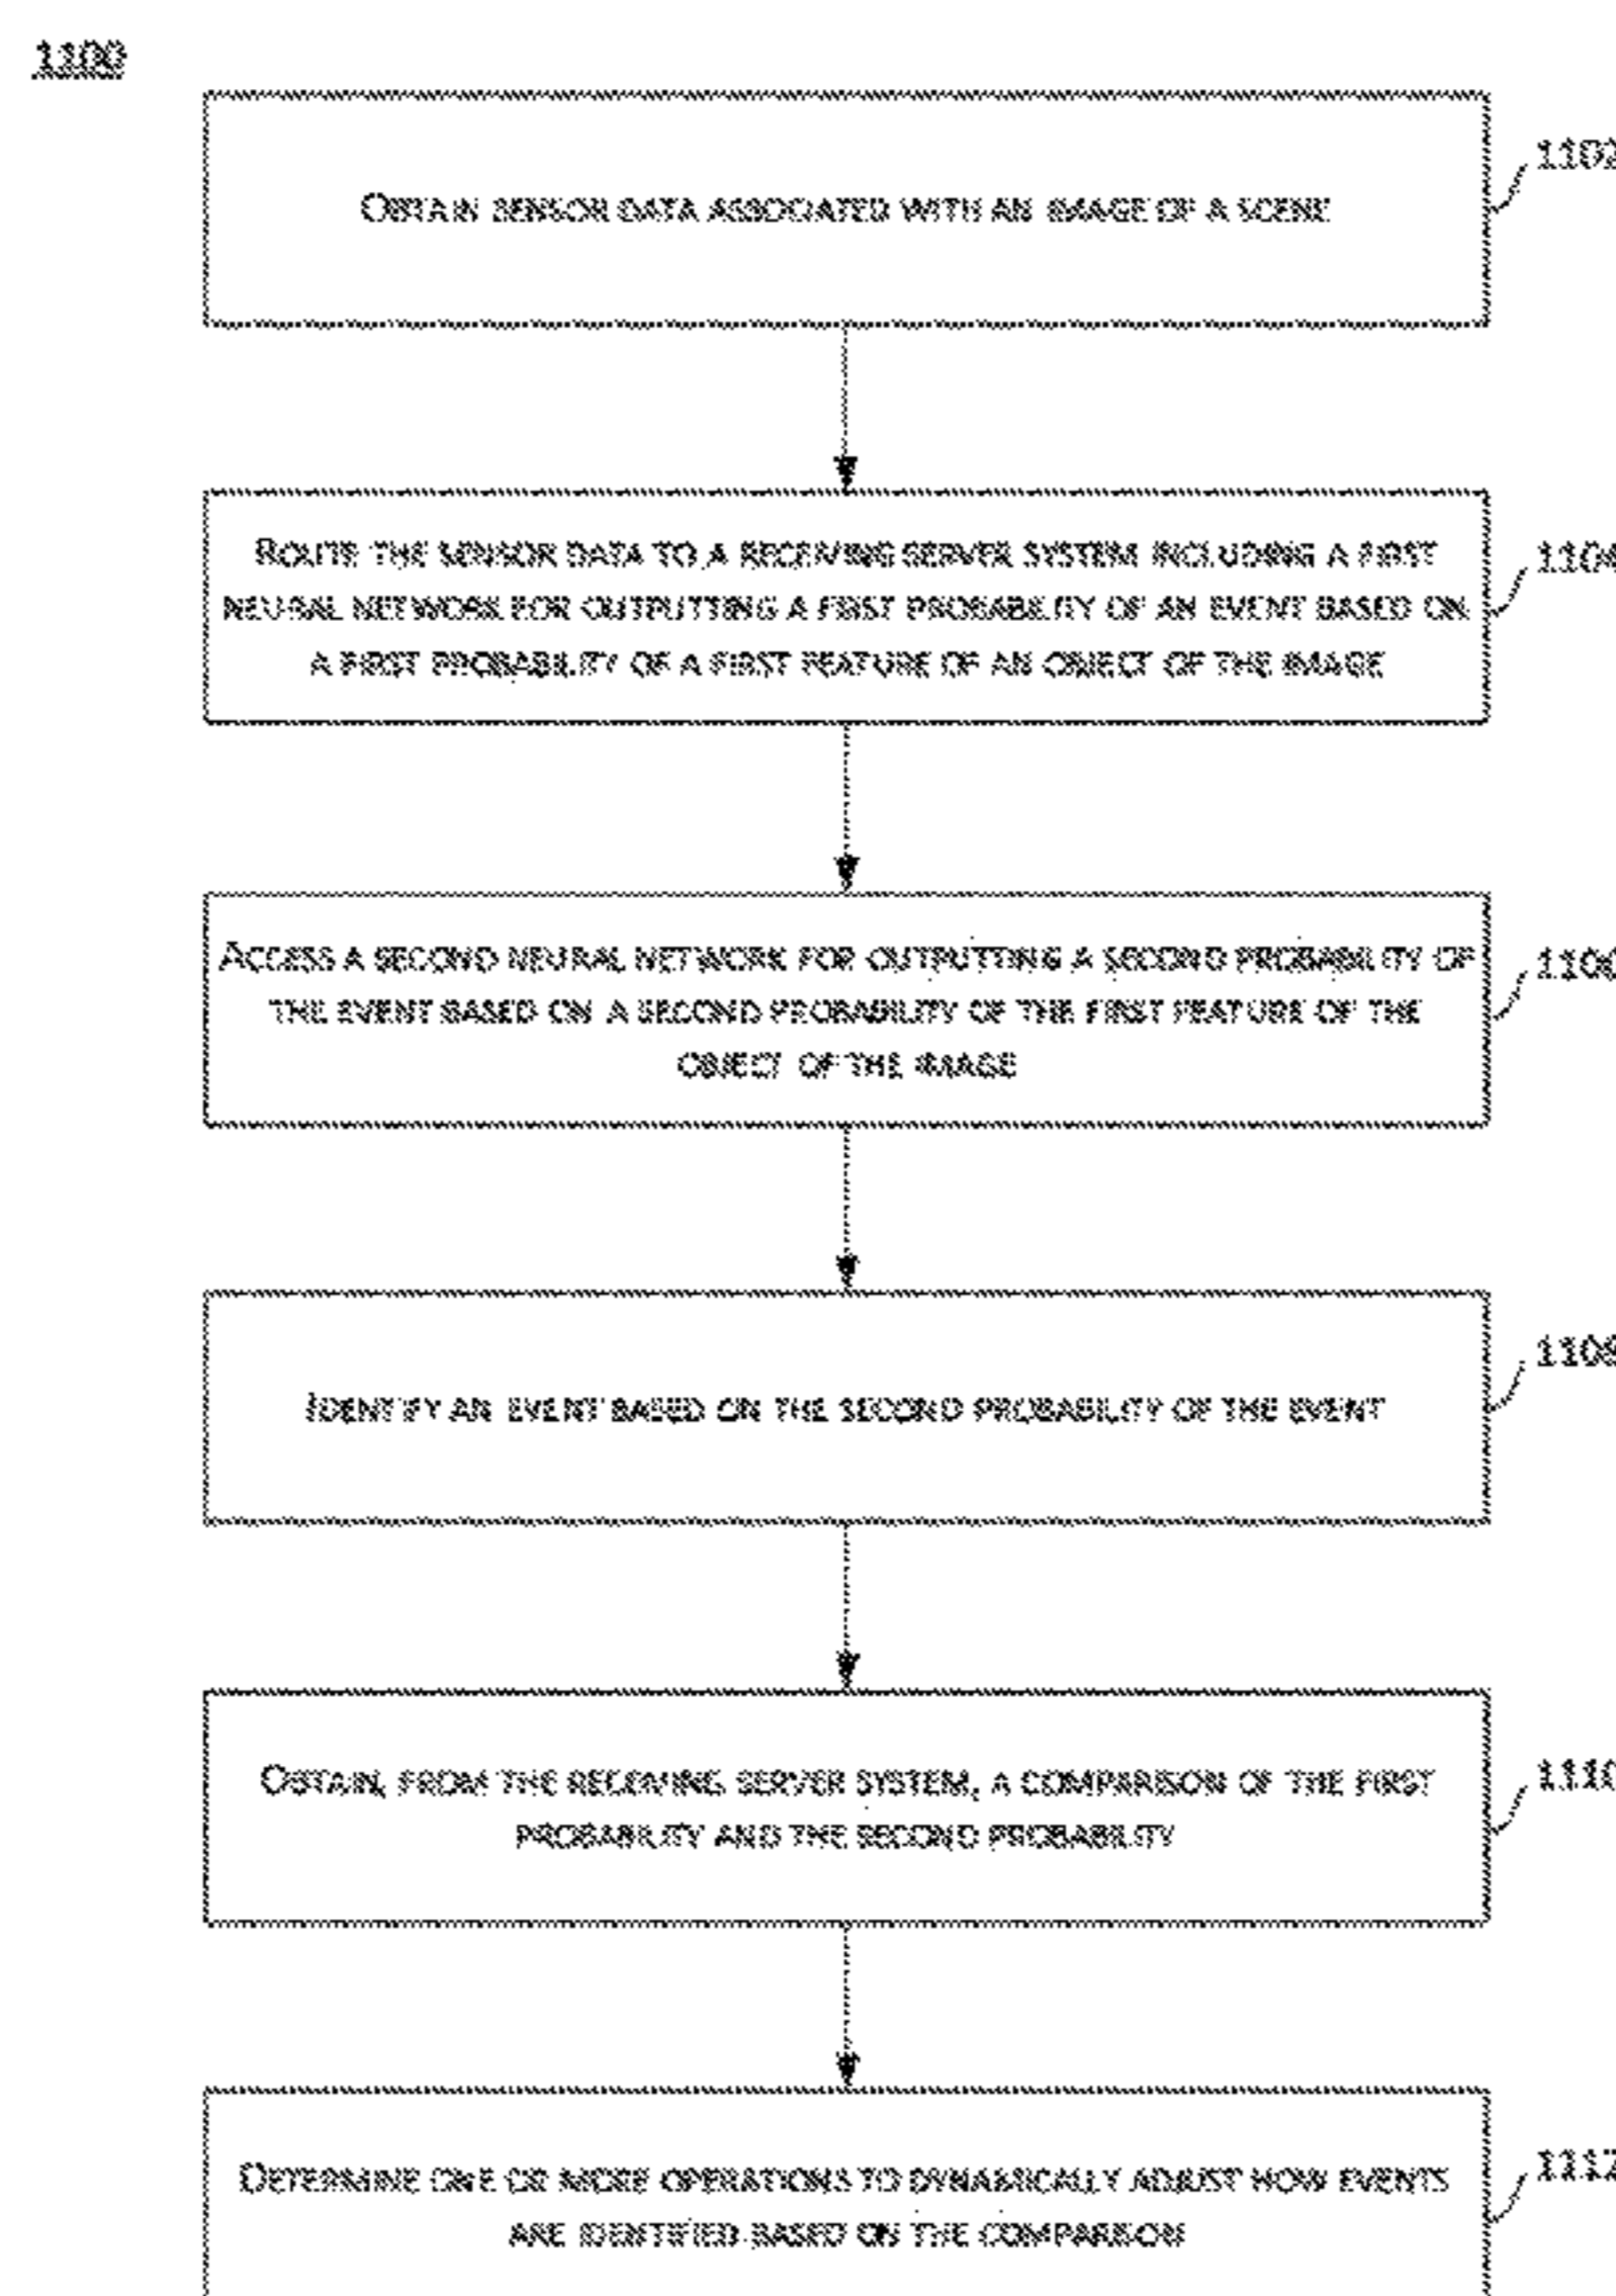 1100
OBTAIN SENSOR DATA ASSOCIATED WITH AN IMAGE OF A SCENE
1102
ROUTE THE SENSOR DATA TO A RECEIVING SERVER SYSTEM INCLUDING A FIRST
NEURAL NETWORK FOR OUTPUTTING A FIRST PROBABILITY OF AN EVENT BASED ON
A FIRST PROBABILITY OF A FIRST FEATURE OF AN OBJECT OF THE IMAGE
1104
ACCESS A SECOND NEURAL NETWORK FOR OUTPUTTING A SECOND PROBABILITY OF
THE EVENT BASED ON A SECOND PROBABILITY OF THE FIRST FEATURE OF THE
OBJECT OF THE IMAGE
1106
IDENTIFY AN EVENT BASED ON THE SECOND PROBABILITY OF THE EVENT
1108
OBTAIN, FROM THE RECEIVING SERVER SYSTEM, A COMPARISON OF THE FIRST
PROBABILITY AND THE SECOND PROBABILITY
1110
DETERMINE ONE OR MORE OPERATIONS TO DYNAMICALLY ADJUST HOW EVENTS
ARE IDENTIFIED BASED ON THE COMPARISON
1112